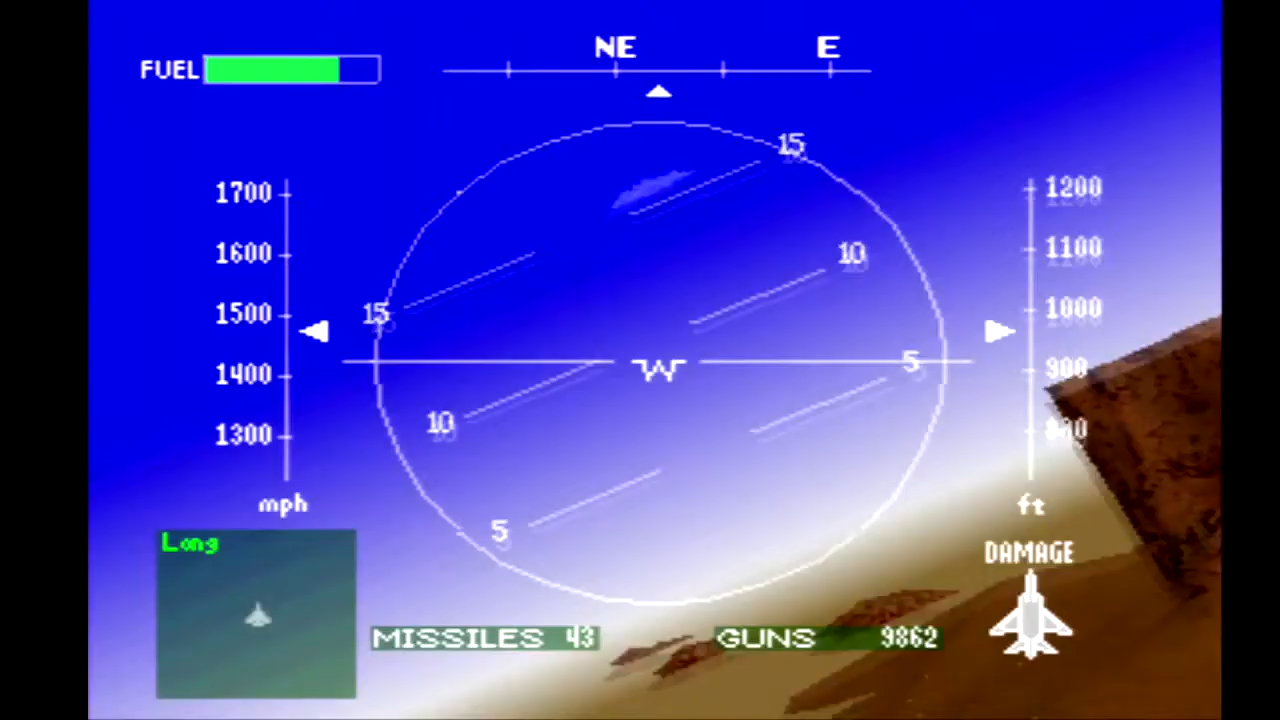 NE E
FUEL
15
1700 1200
1600 10 1100
1500 15 1000
W 5
1400 900
10
1300 800
mph 5 ft
Long DAMAGE
MISSILES 43 GUNS 9862